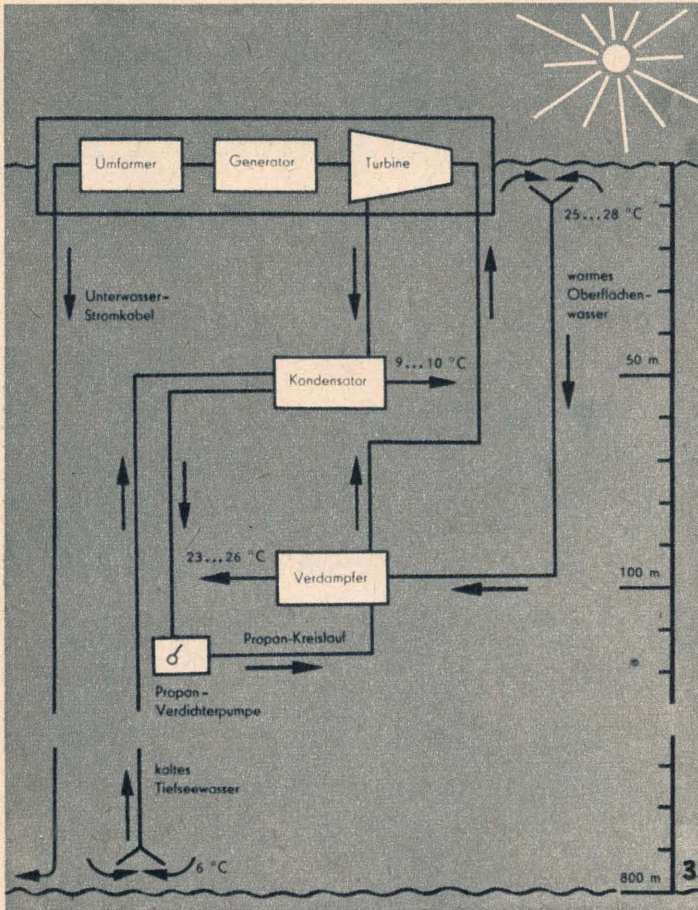 Umformer
Generator
Turbine
25...28 °C
Unterwasser-
Stromkabel
warmes
Oberflächen-
wasser
9...10 °C
50 m
Kondensator
23...26 °C
Verdampfer
100 m
Propan-Kreislauf
Propan-
Verdichterpumpe
kaltes
Tiefseewasser
6 °C
800 m
3